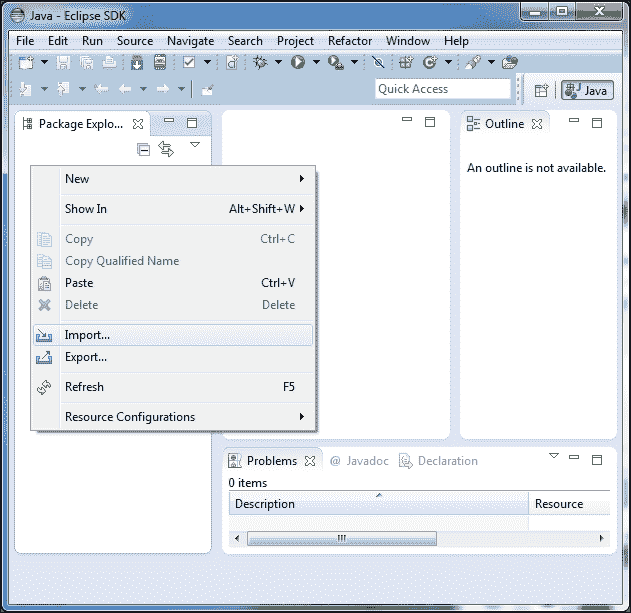 Java - Eclipse SDK
File Edit Run Source Navigate Search Project Refactor Window Help
Quick Access
Java
Package Explo...
Outline
An outline is not available.
New
Show In Alt+Shift+W
Copy Ctrl+C
Copy Qualified Name
Paste Ctrl+V
Delete Delete
Import...
Export...
Refresh F5
Resource Configurations
Problems @ Javadoc Declaration
0 items
Description Resource